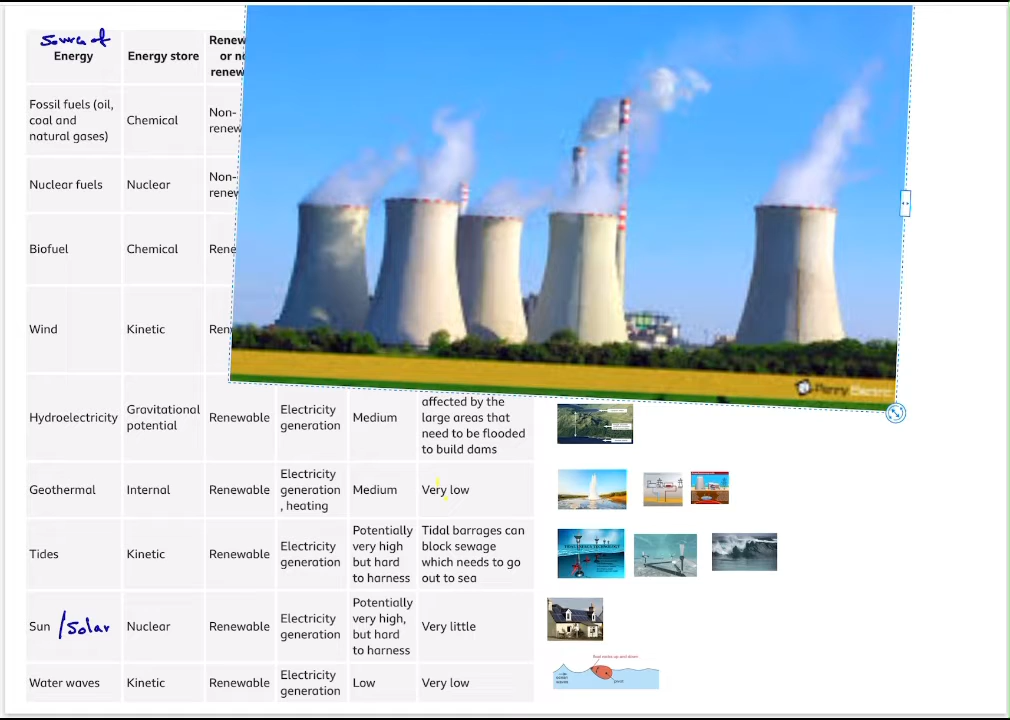 Source of
Energy
Energy store
Renew
or n
renew
Fossil fuels (oil,
coal and
natural gases)
Chemical
Non-
renew
Nuclear fuels
Nuclear
Non-
renew
Biofuel
Chemical
Rene
Wind
Kinetic
Ren
Hydroelectricity
Gravitational
potential
Renewable
Electricity
generation
Medium
affected by the
large areas that
need to be flooded
to build dams
Geothermal
Internal
Renewable
Electricity
generation
, heating
Medium
Very low
Tides
Kinetic
Renewable
Electricity
generation
Potentially
very high
but hard
to harness
Tidal barrages can
block sewage
which needs to go
out to sea
Sun /Solar
Nuclear
Renewable
Electricity
generation
Potentially
very high,
but hard
to harness
Very little
Water waves
Kinetic
Renewable
Electricity
generation
Low
Very low